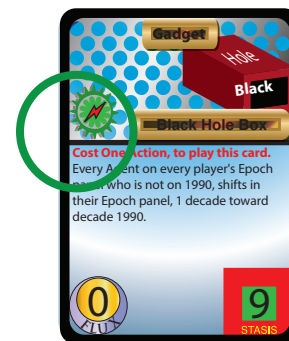 Gadget
Hole
Black
Black Hole Box
Cost One Action, to play this card.
Every Agent on every player's Epoch
panel who is not on 1990, shifts in
their Epoch panel, 1 decade toward
decade 1990.
0
FLUX
9
STASIS